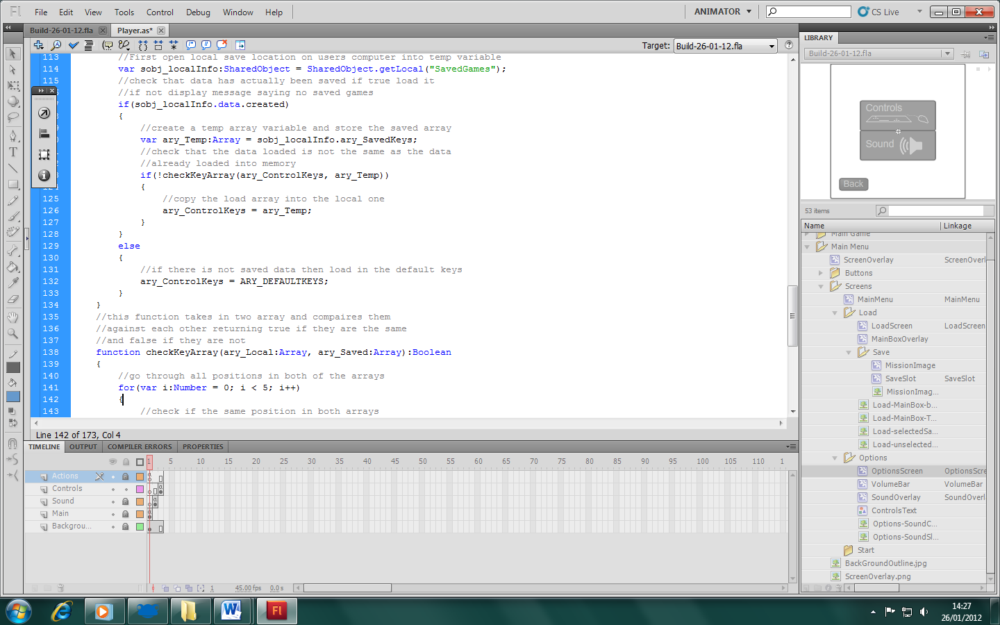 Fl File Edit View Tools Control Debug Window Help ANIMATOR CS Live
Build-26-01-12.fla Player.as*
Target: Build-26-01-12.fla
113 //First open local save location on users computer into temp variable
114 var sobj_localInfo:SharedObject = SharedObject.getLocal("SavedGames");
115 //check that data has actually been saved if true load it
//if not display message saying no saved games
if(sobj_localInfo.data.created)
{
//create a temp array variable and store the saved array
var ary_Temp:Array = sobj_localInfo.ary_SavedKeys;
//check that the data loaded is not the same as the data
//already loaded into memory
if(!checkKeyArray(ary_ControlKeys, ary_Temp))
{
125 //copy the load array into the local one
126 ary_ControlKeys = ary_Temp;
127 }
128 }
129 else
130 {
131 //if there is not saved data then load in the default keys
132 ary_ControlKeys = ARY_DEFAULTKEYS;
133 }
134 }
135 //this function takes in two array and compaires them
136 //against each other returning true if they are the same
137 //and false if they are not
138 function checkKeyArray(ary_Local:Array, ary_Saved:Array):Boolean
139 {
140 //go through all positions in both of the arrays
141 for(var i:Number = 0; i < 5; i++)
142 {
143 //check if the same position in both arrays
Line 142 of 173, Col 4
TIMELINE OUTPUT COMPILER ERRORS PROPERTIES
1 5 10 15 20 25 30 35 40 45 50 55 60 65 70 75 80 85 90 95 100 105 110 1
Actions
Controls
Sound
Main
Backgrou...
1 45.00 fps 0.0 s
LIBRARY
Build-26-01-12.fla
Controls
Sound
Back
53 items
Name Linkage
Main Game
Main Menu
ScreenOverlay ScreenOverl
Buttons
Screens
MainMenu MainMenu
Load
LoadScreen LoadScreen
MainBoxOverlay
Save
MissionImage
SaveSlot SaveSlot
MissionImag...
Load-MainBox-b...
Load-MainBox-T...
Load-selectedSa...
Load-unselected...
Options
OptionsScreen OptionsScre
VolumeBar VolumeBar
SoundOverlay SoundOverl
ControlsText
Options-SoundC...
Options-SoundSl...
Start
BackGroundOutline.jpg
ScreenOverlay.png
W Fl
14:27
26/01/2012